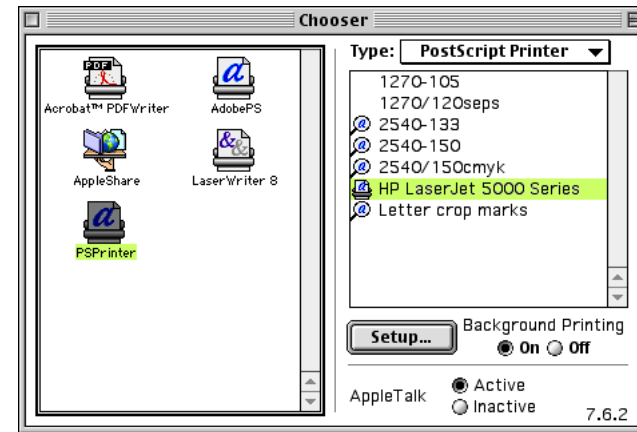 Chooser
PDF
Acrobat™ PDFWriter
AdobePS
AppleShare
LaserWriter 8
PSPrinter
Type: PostScript Printer
1270-105
1270/120seps
2540-133
2540-150
2540/150cmyk
HP LaserJet 5000 Series
Letter crop marks
Setup...
Background Printing
On Off
AppleTalk
Active
Inactive
7.6.2